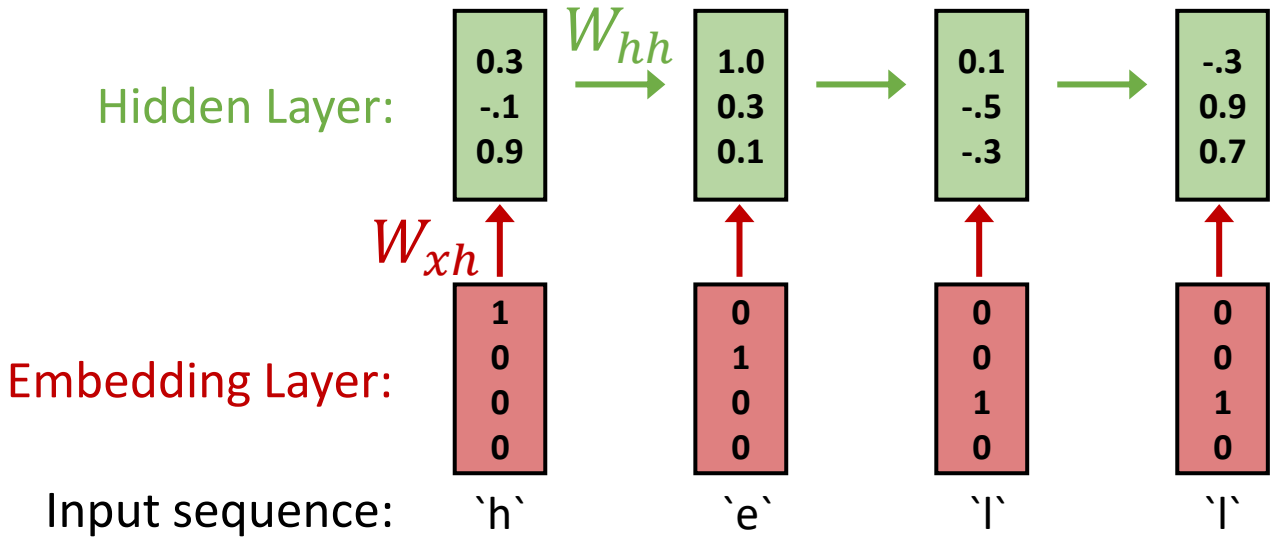 W_hh
Hidden Layer:
0.3 1.0 0.1 -.3
-.1 0.3 -.5 0.9
0.9 0.1 -.3 0.7
W_xh
Embedding Layer:
1 0 0 0
0 1 0 0
0 0 1 1
0 0 0 0
Input sequence: `h` `e` `l` `l`